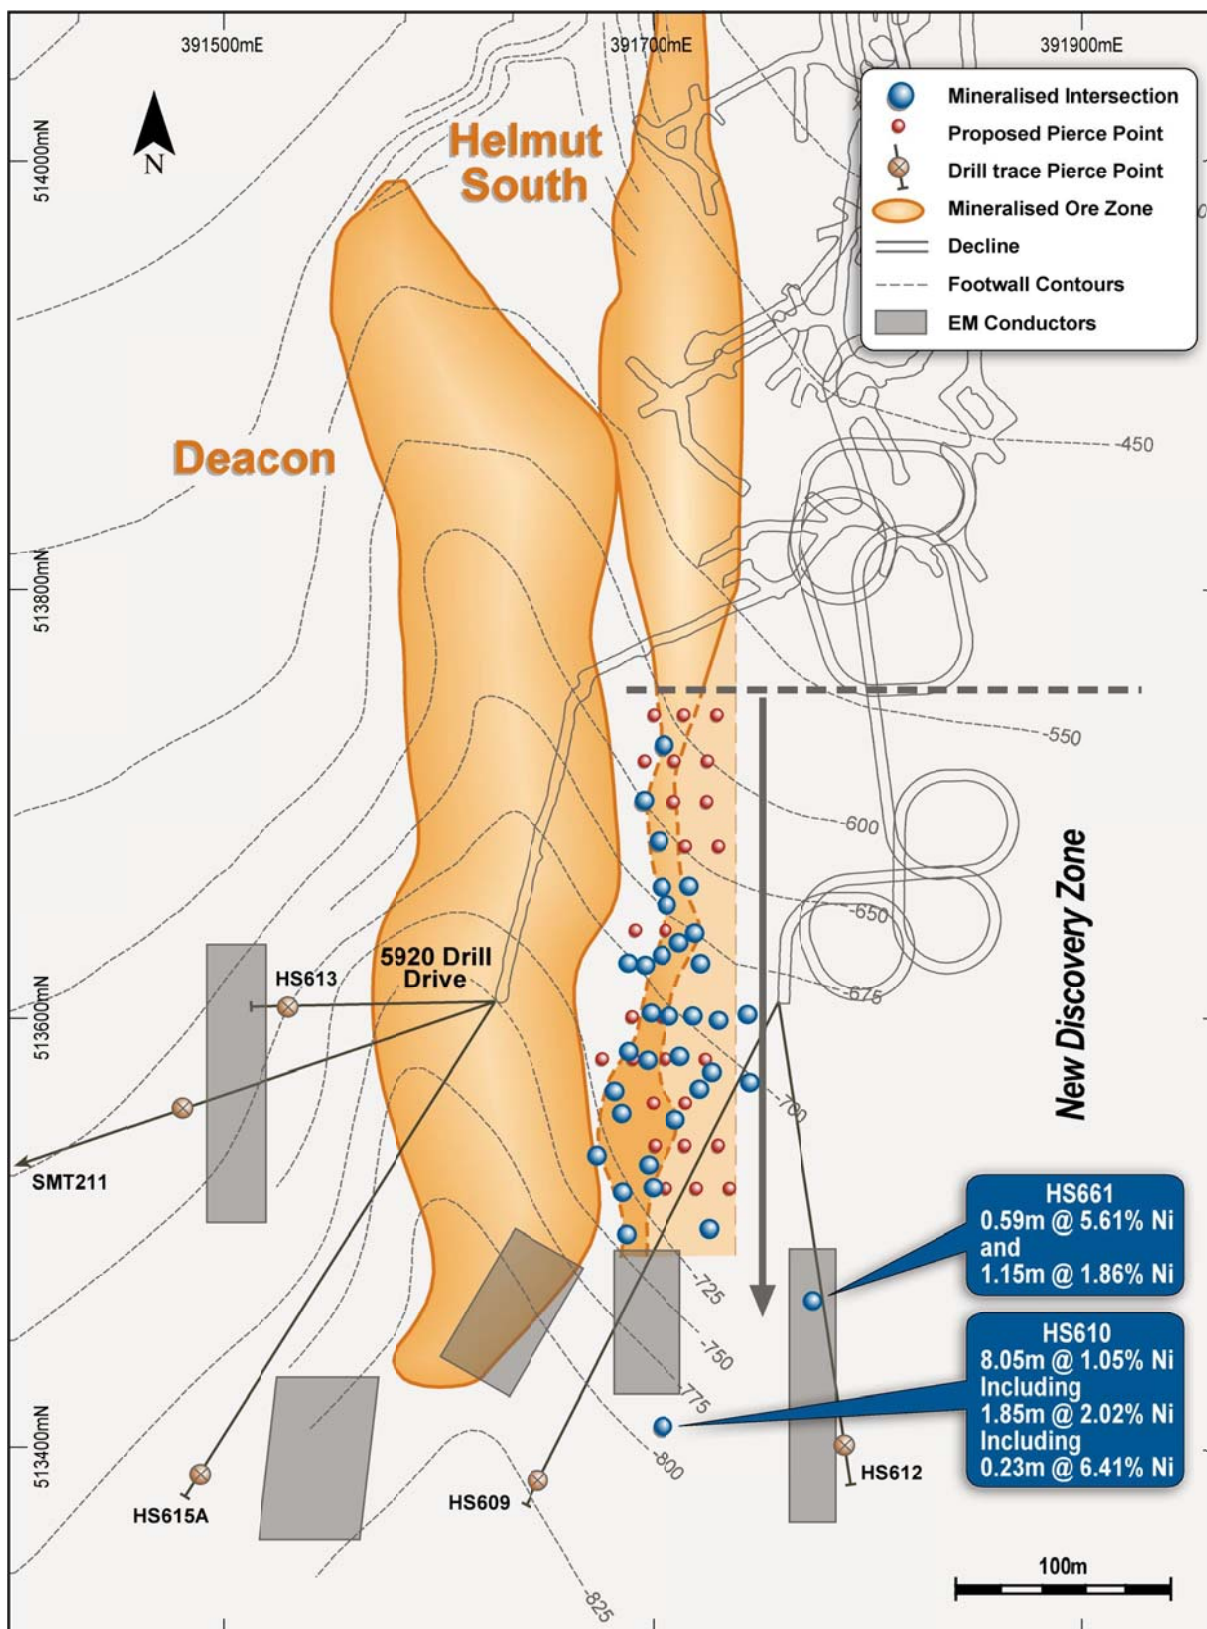 391500mE
391700mE
391900mE
Mineralised Intersection
Proposed Pierce Point
Drill trace Pierce Point
Mineralised Ore Zone
Decline
Footwall Contours
EM Conductors
N
514000mN
Helmut
South
Deacon
-450
513800mN
-550
-600
-650
-675
New Discovery Zone
5920 Drill
Drive
HS613
513600mN
-700
SMT211
HS661
0.59m @ 5.61% Ni
and
1.15m @ 1.86% Ni
-725
-750
-775
HS610
8.05m @ 1.05% Ni
Including
1.85m @ 2.02% Ni
Including
0.23m @ 6.41% Ni
513400mN
-800
HS612
HS609
HS615A
100m
-825